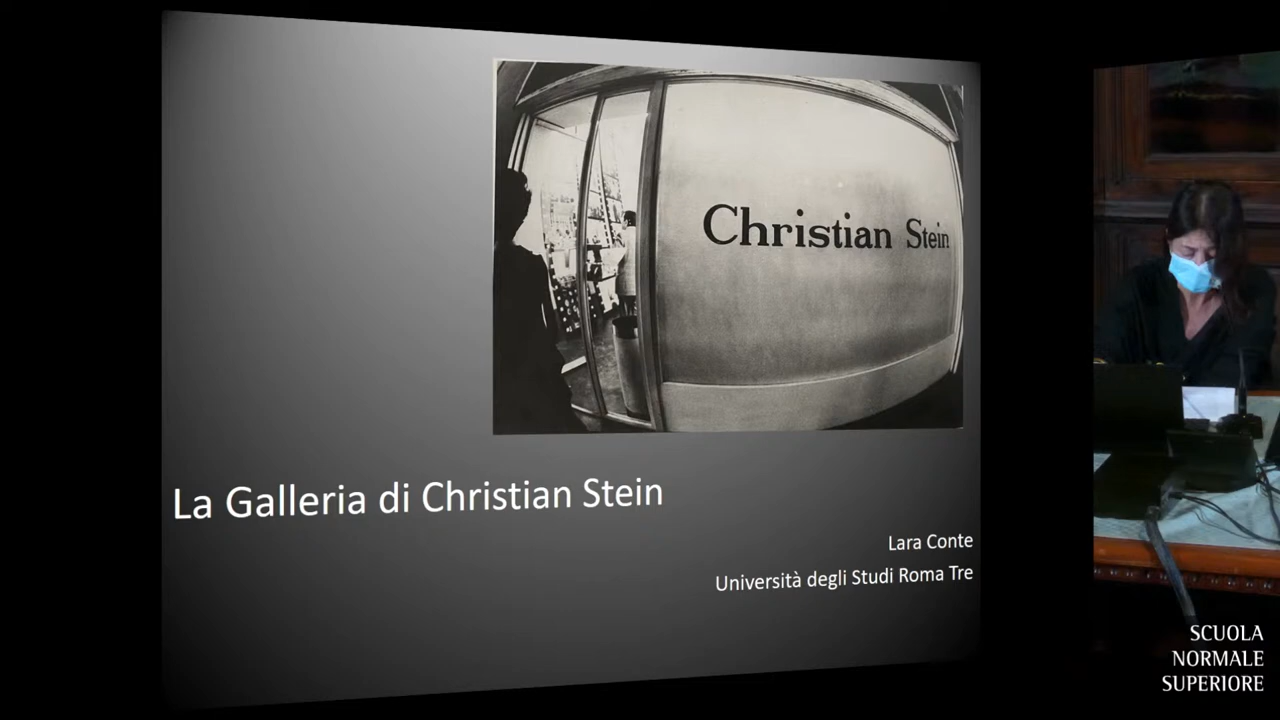 Christian Stein
La Galleria di Christian Stein
Lara Conte
Università degli Studi Roma Tre
SCUOLA
NORMALE
SUPERIORE